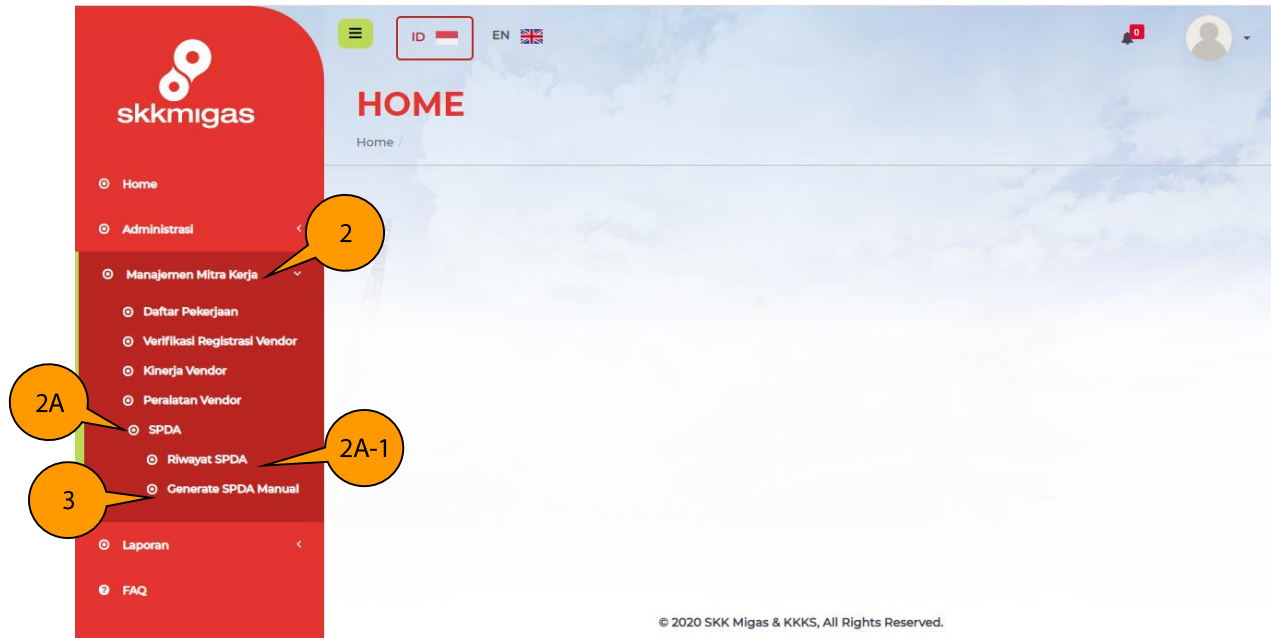 skkmigas
ID
EN
0
HOME
Home /
Home
Administrasi
2
Manajemen Mitra Kerja
Daftar Pekerjaan
Verifikasi Registrasi Vendor
Kinerja Vendor
Peralatan Vendor
2A
SPDA
Riwayat SPDA
2A-1
Generate SPDA Manual
3
Laporan
FAQ
© 2020 SKK Migas & KKKS, All Rights Reserved.